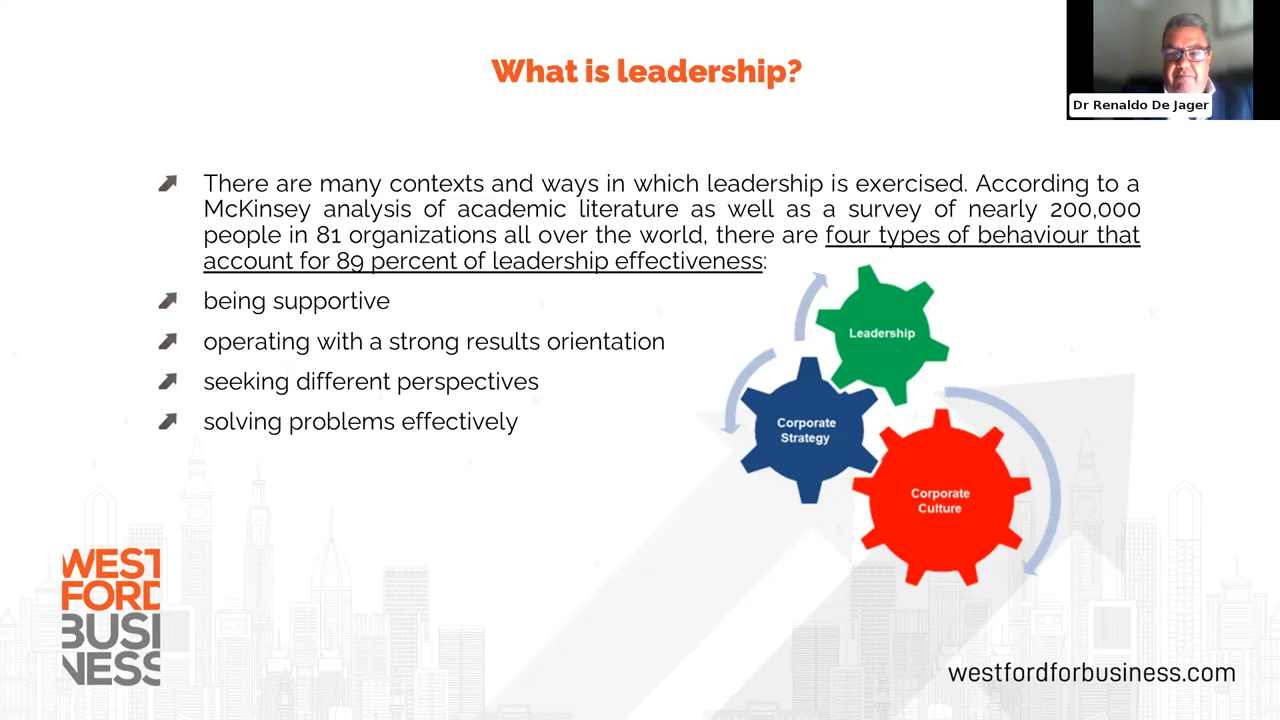 What is leadership?
Dr Renaldo De Jager
There are many contexts and ways in which leadership is exercised. According to a
McKinsey analysis of academic literature as well as a survey of nearly 200,000
people in 81 organizations all over the world, there are four types of behaviour that
account for 89 percent of leadership effectiveness:
being supportive
operating with a strong results orientation
seeking different perspectives
solving problems effectively
Leadership
Corporate
Strategy
Corporate
Culture
WEST
FORD
BUSI
NESS
westfordforbusiness.com